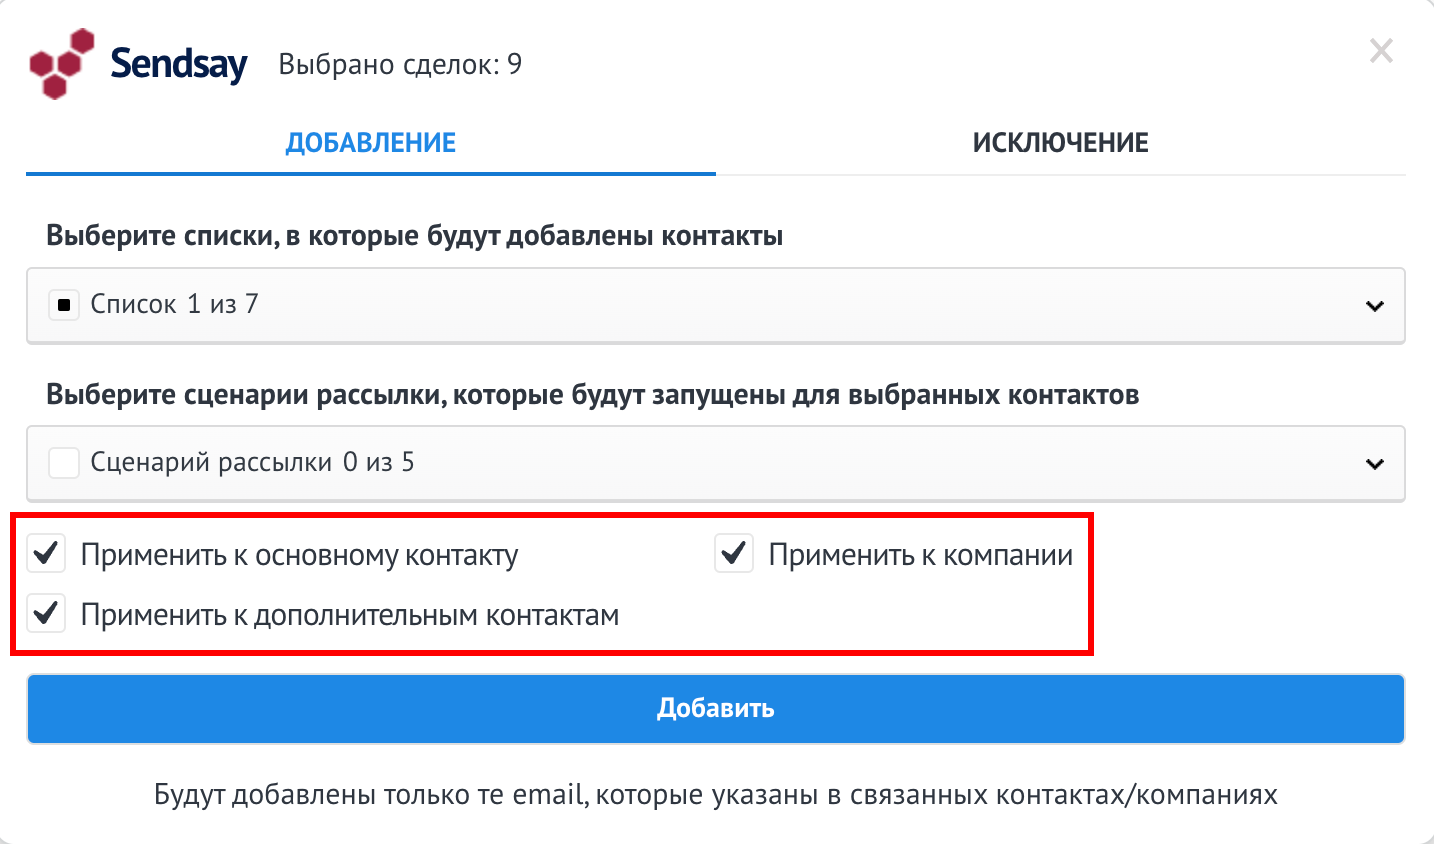 Sendsay Выбрано сделок: 9
ДОБАВЛЕНИЕ ИСКЛЮЧЕНИЕ
Выберите списки, в которые будут добавлены контакты
Список 1 из 7
Выберите сценарии рассылки, которые будут запущены для выбранных контактов
Сценарий рассылки 0 из 5
Применить к основному контакту Применить к компании
Применить к дополнительным контактам
Добавить
Будут добавлены только те email, которые указаны в связанных контактах/компаниях